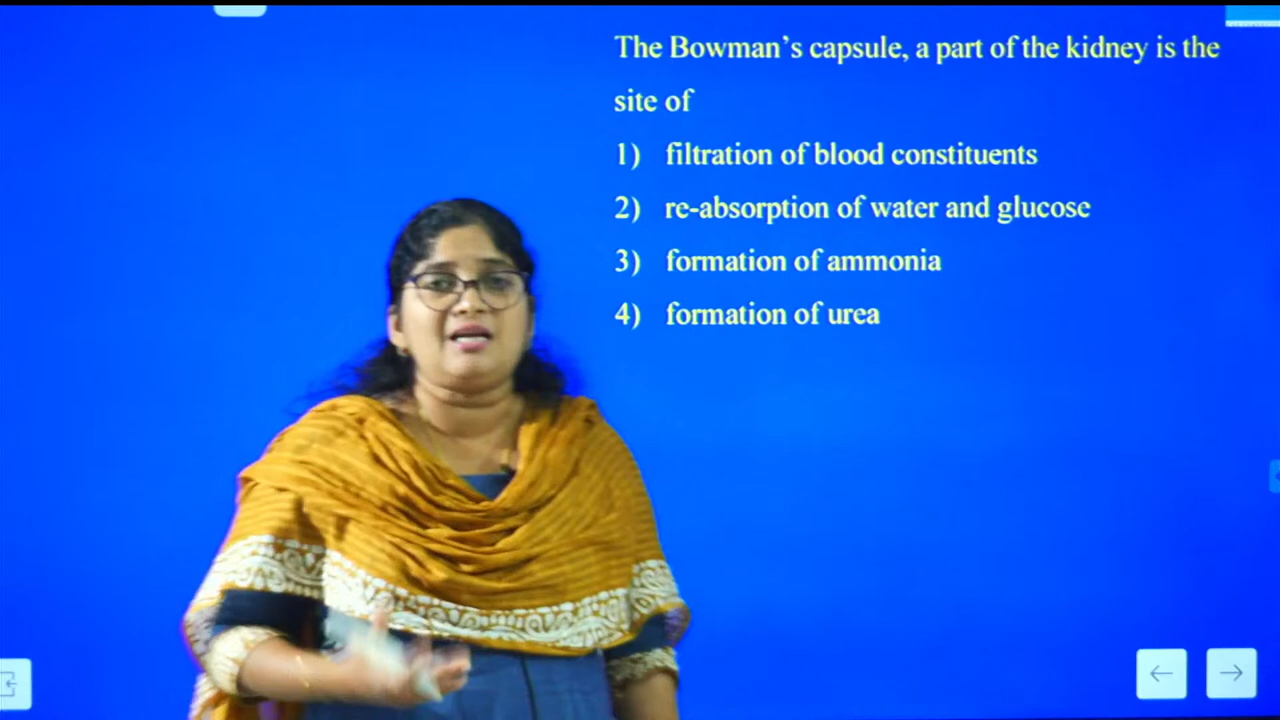 The Bowman’s capsule, a part of the kidney is the
site of
1) filtration of blood constituents
2) re-absorption of water and glucose
3) formation of ammonia
4) formation of urea